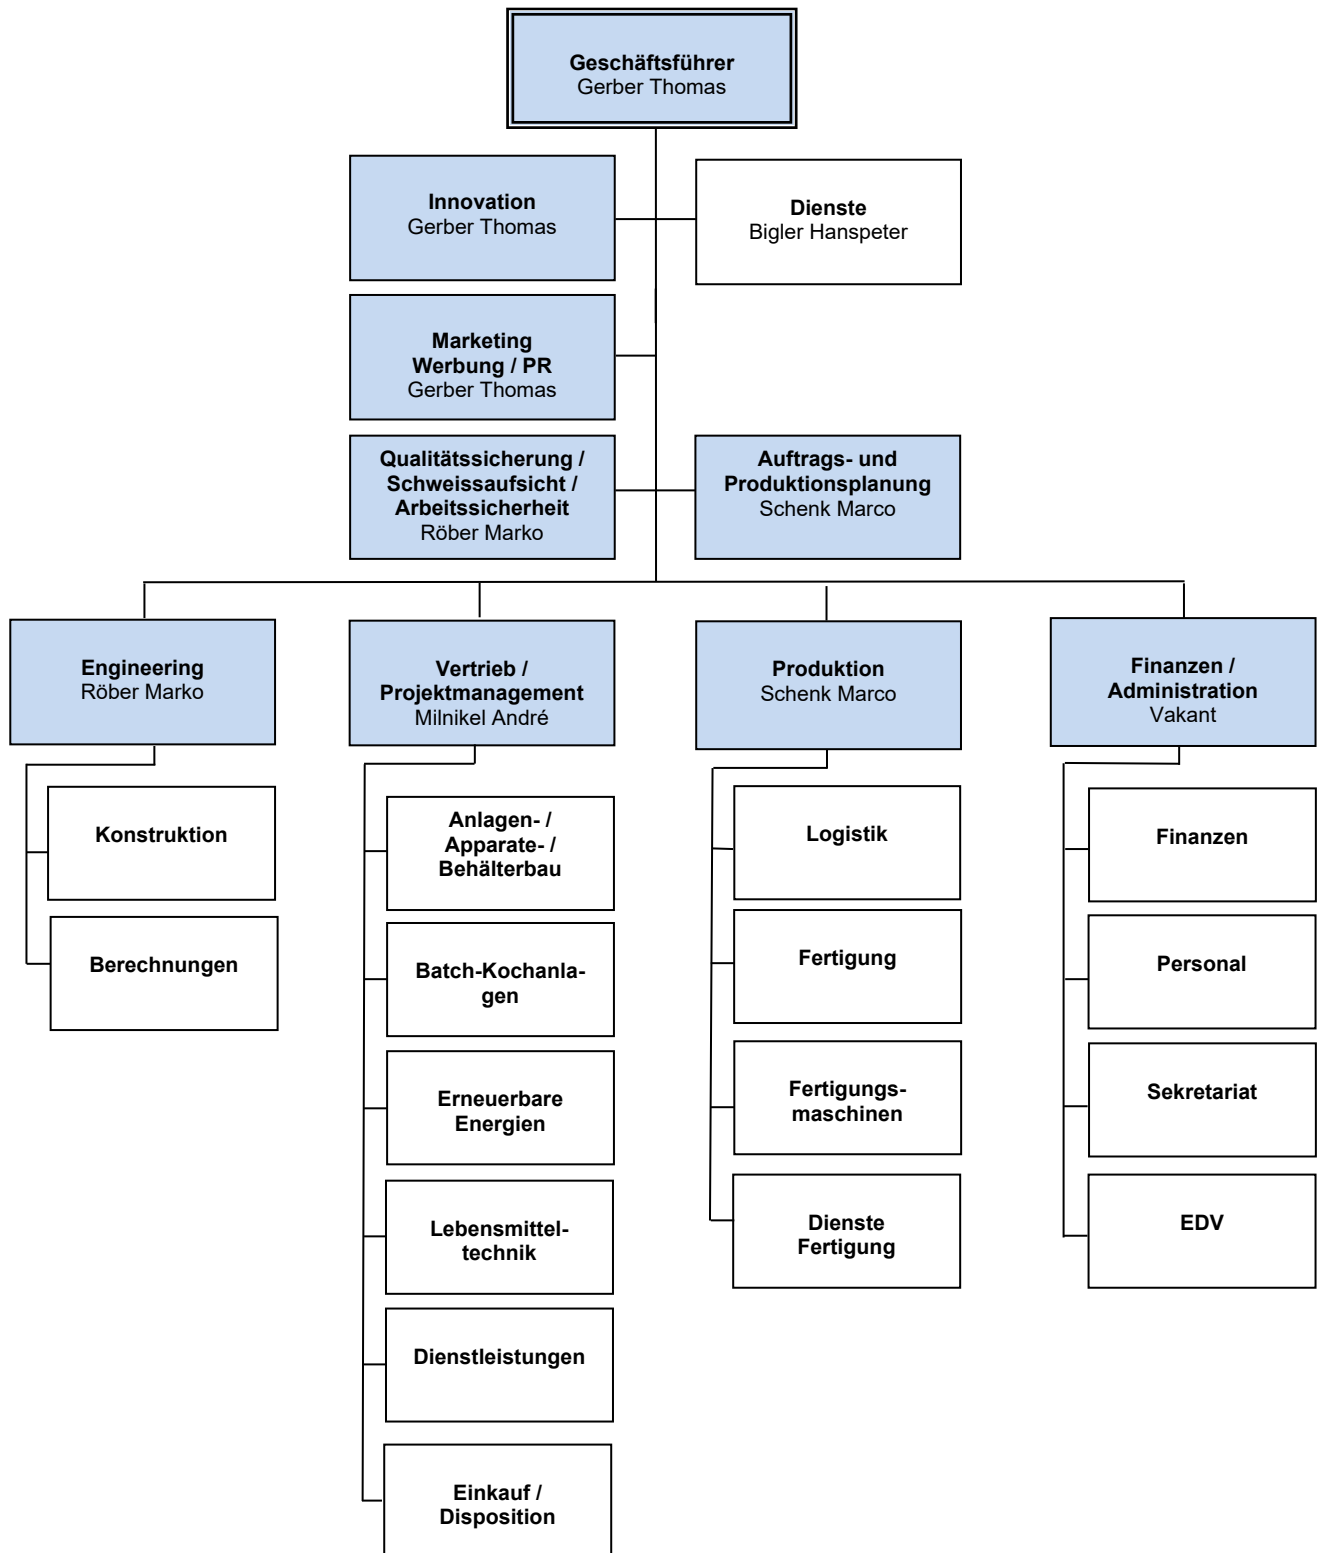 Geschäftsführer
Gerber Thomas
Innovation
Gerber Thomas
Dienste
Bigler Hanspeter
Marketing
Werbung / PR
Gerber Thomas
Qualitätssicherung /
Schweissaufsicht /
Arbeitssicherheit
Röber Marko
Auftrags- und
Produktionsplanung
Schenk Marco
Engineering
Röber Marko
Vertrieb /
Projektmanagement
Milnikel André
Produktion
Schenk Marco
Finanzen /
Administration
Vakant
Konstruktion
Berechnungen
Anlagen- /
Apparate- /
Behälterbau
Batch-Kochanla-
gen
Erneuerbare
Energien
Lebensmittel-
technik
Dienstleistungen
Einkauf /
Disposition
Logistik
Fertigung
Fertigungs-
maschinen
Dienste
Fertigung
Finanzen
Personal
Sekretariat
EDV